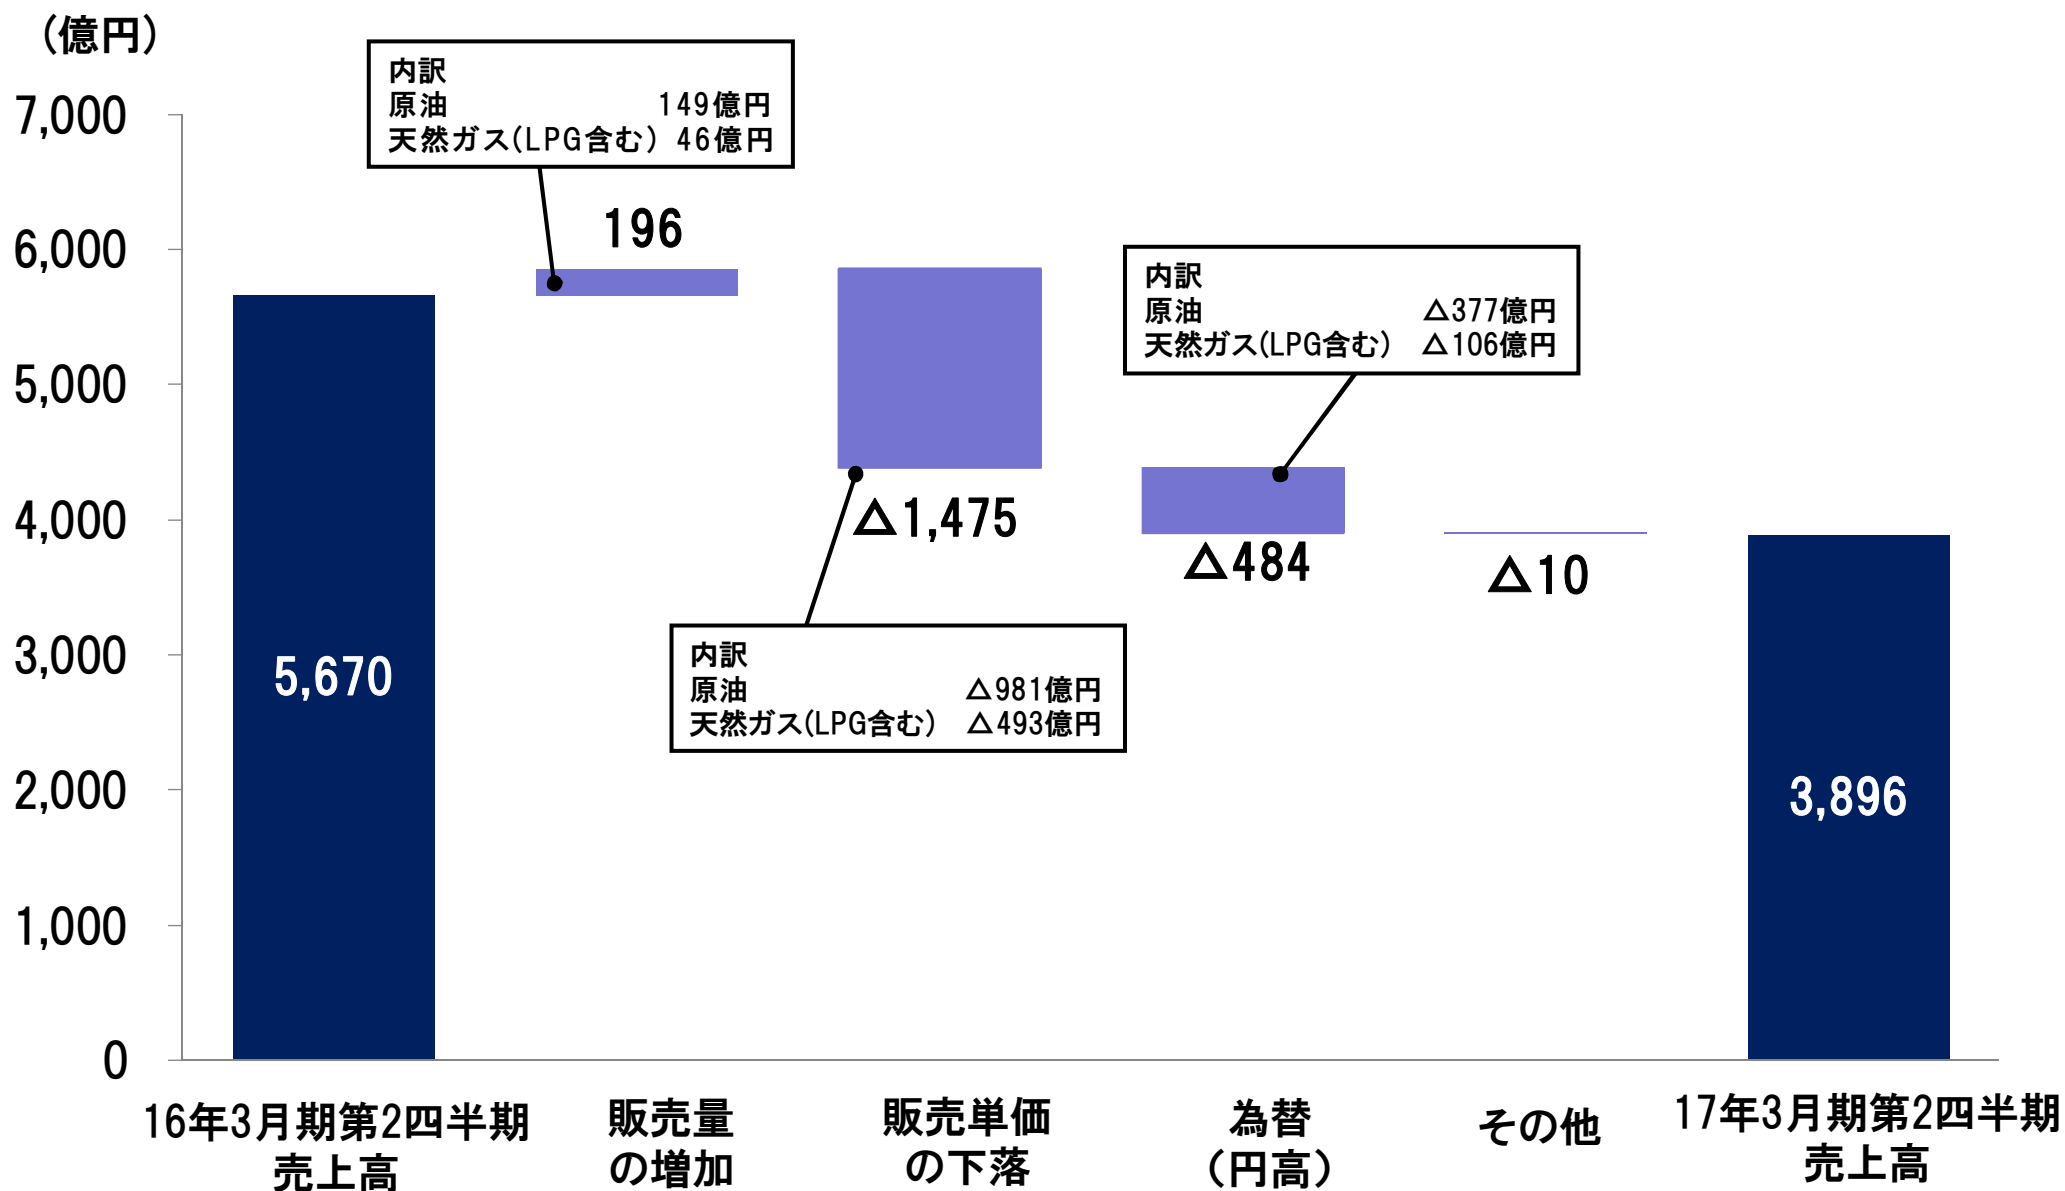 (億円)
7,000
6,000
5,000
4,000
3,000
2,000
1,000
0
内訳
原油 149億円
天然ガス(LPG含む) 46億円
196
内訳
原油 △377億円
天然ガス(LPG含む) △106億円
△1,475
△484
△10
内訳
原油 △981億円
天然ガス(LPG含む) △493億円
5,670
3,896
16年3月期第2四半期
売上高
販売量
の増加
販売単価
の下落
為替
(円高)
その他
17年3月期第2四半期
売上高